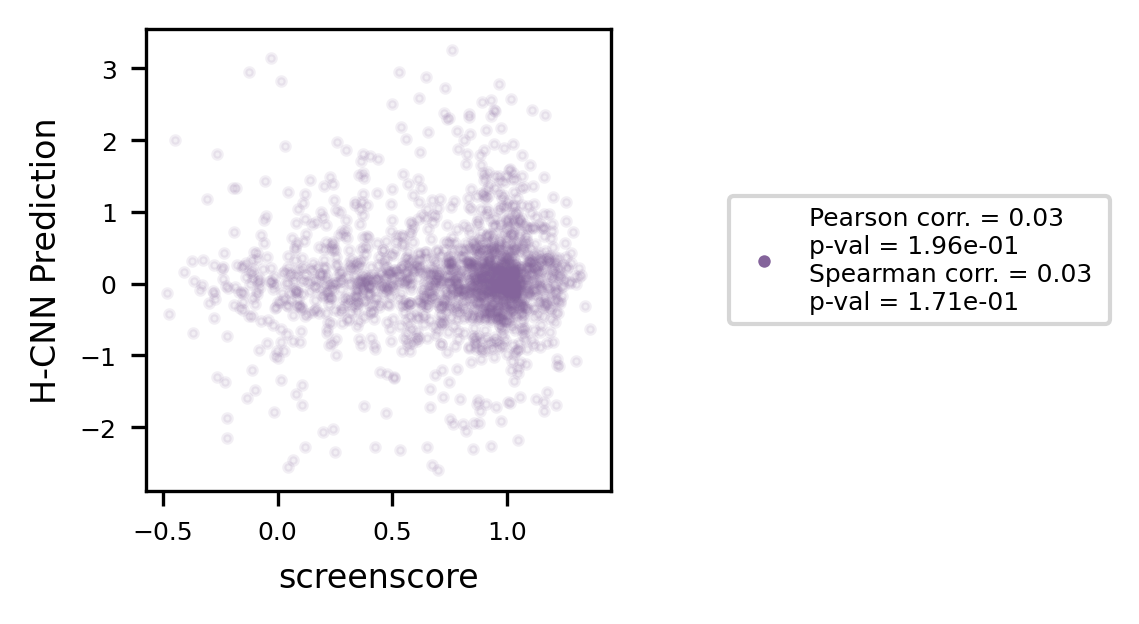 3
2
1
0
−1
−2
H-CNN Prediction
−0.5 0.0 0.5 1.0
screenscore
Pearson corr. = 0.03
p-val = 1.96e-01
Spearman corr. = 0.03
p-val = 1.71e-01